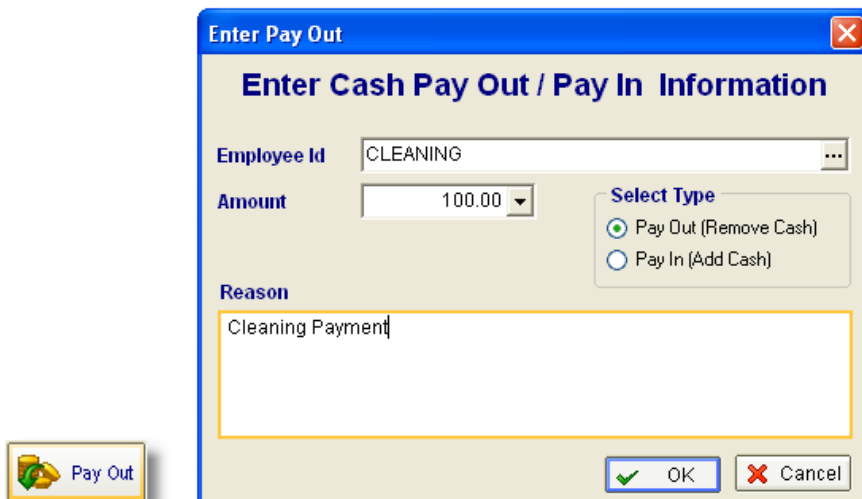 Enter Pay Out
Enter Cash Pay Out / Pay In Information
Employee Id CLEANING ...
Amount 100.00
Select Type
Pay Out (Remove Cash)
Pay In (Add Cash)
Reason
Cleaning Payment
Pay Out
OK Cancel